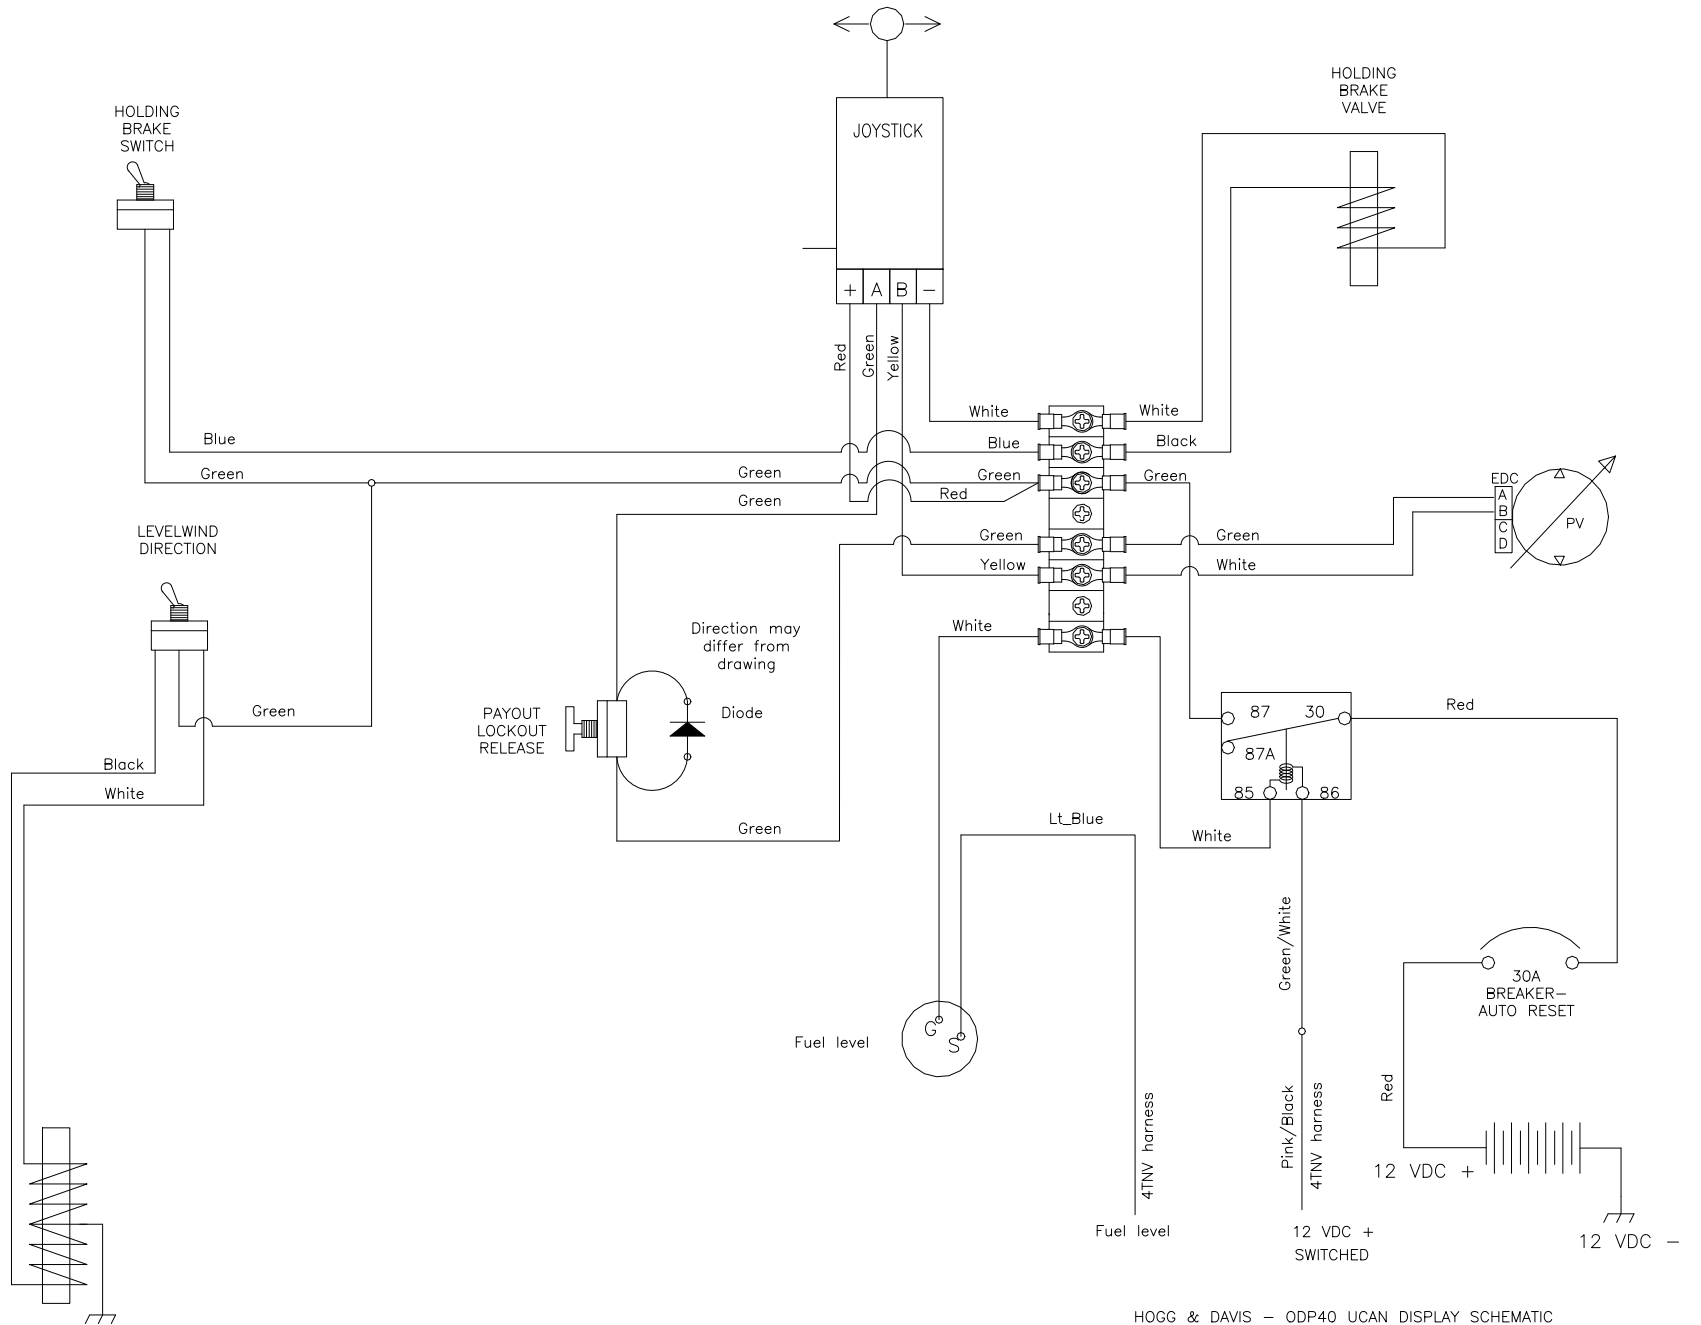 HOLDING
BRAKE
SWITCH
JOYSTICK
HOLDING
BRAKE
VALVE
+ A B −
Red
Green
Yellow
White
White
Blue
Blue
Black
Green
Green
Green
Green
Green
Red
EDC
A
B
C
D
PV
LEVELWIND
DIRECTION
Green
Green
Yellow
White
White
Direction may
differ from
drawing
Green
PAYOUT
LOCKOUT
RELEASE
Diode
87 30
87A
85 86
Red
Black
White
Green
Lt_Blue
White
Green/White
30A
BREAKER−
AUTO RESET
G
S
Fuel level
Red
4TNV harness
Pink/Black
4TNV harness
12 VDC +
Fuel level
12 VDC +
SWITCHED
12 VDC −
HOGG & DAVIS − ODP40 UCAN DISPLAY SCHEMATIC